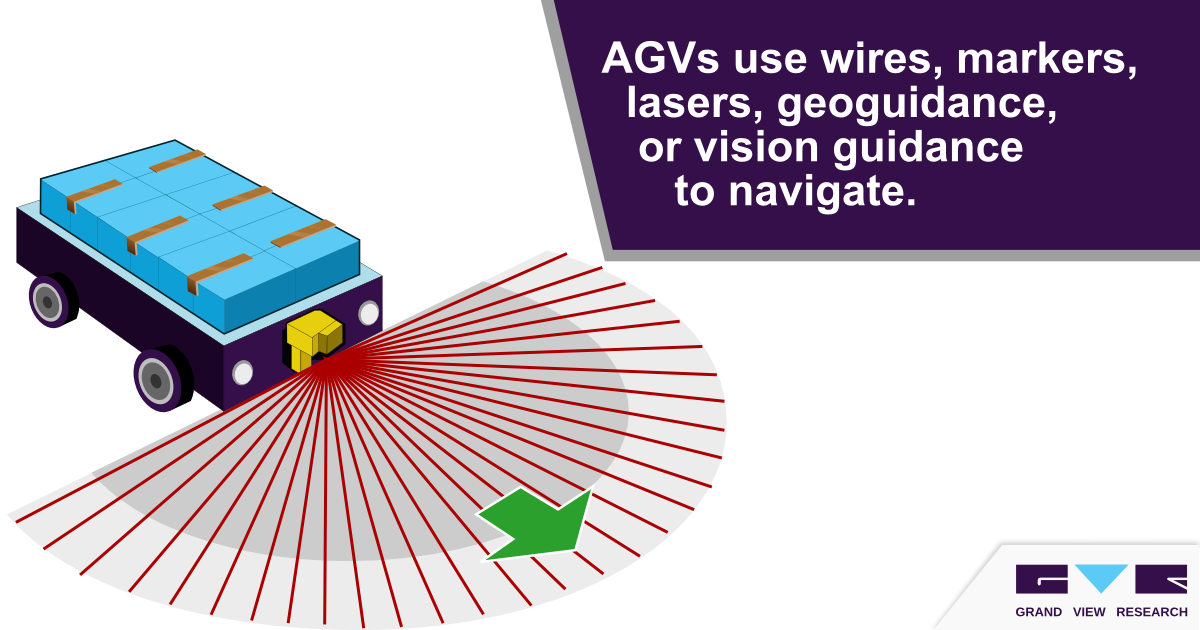 AGVs use wires, markers,
lasers, geoguidance,
or vision guidance
to navigate.
GRAND VIEW RESEARCH